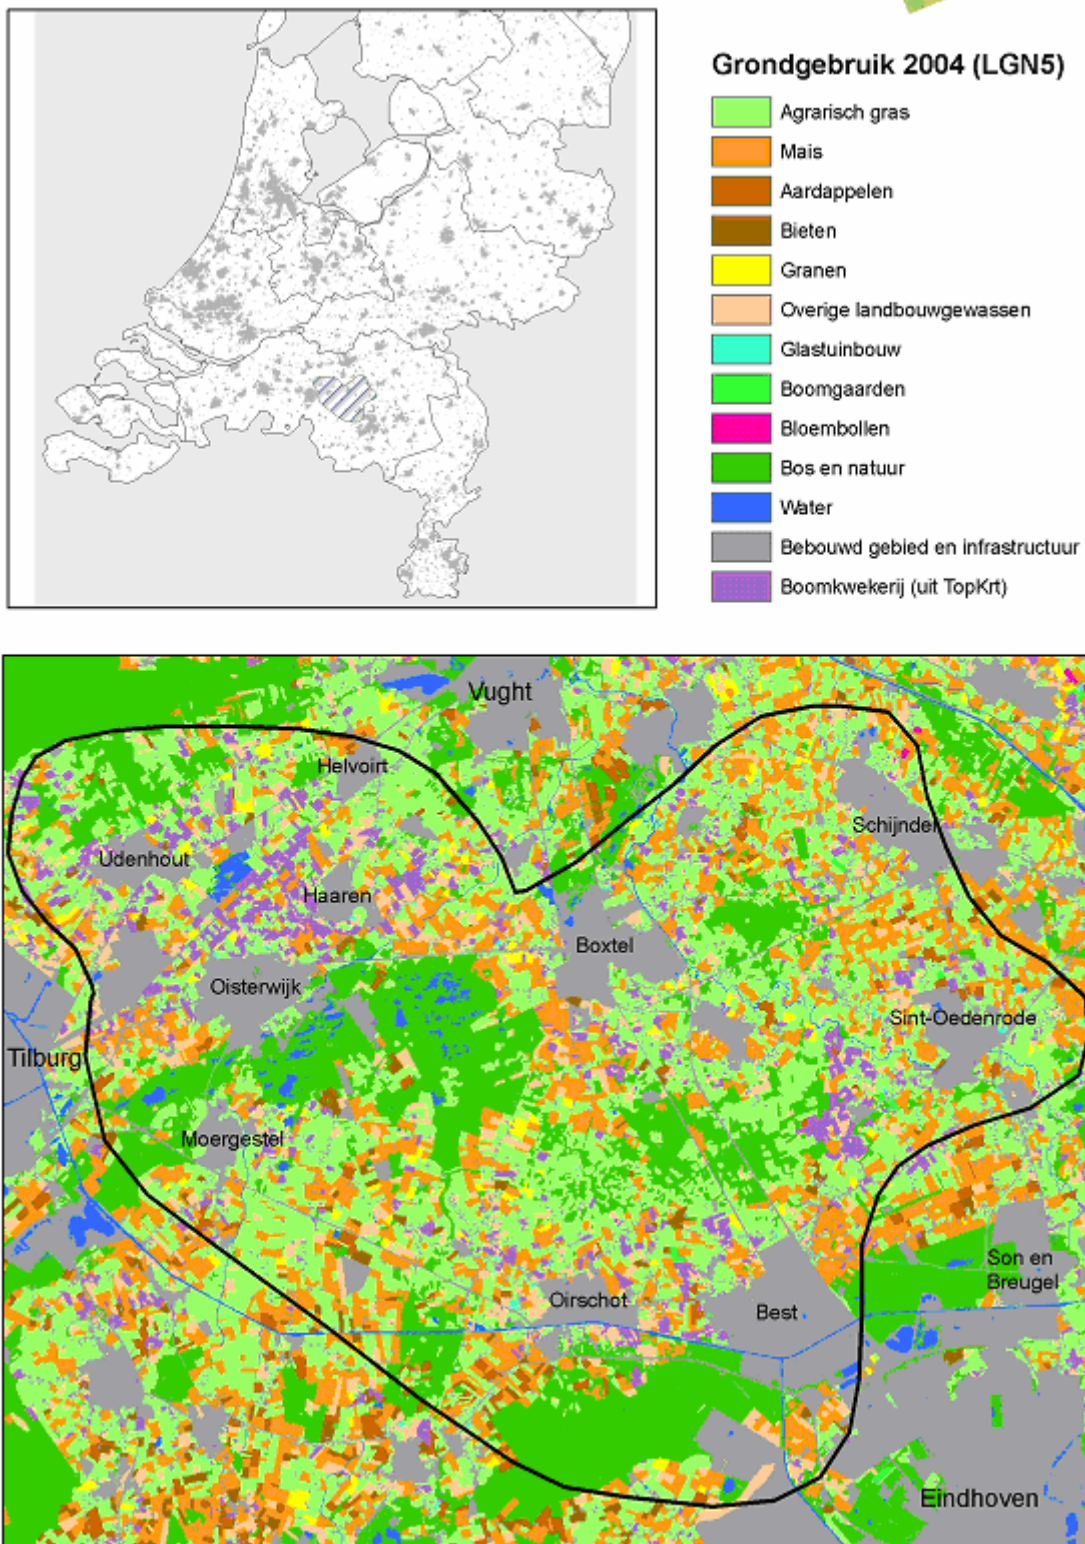 Grondgebruik 2004 (LGN5)
Agrarisch gras
Mais
Aardappelen
Bieten
Granen
Overige landbouwgewassen
Glastuinbouw
Boomgaarden
Bloembollen
Bos en natuur
Water
Bebouwd gebied en infrastructuur
Boomkwekerij (uit TopKrt)
Vught
Helvoirt
Schijndel
Udenhout
Haaren
Boxtel
Oisterwijk
Sint-Oedenrode
Tilburg
Moergestel
Son en
Breugel
Oirschot
Best
Eindhoven